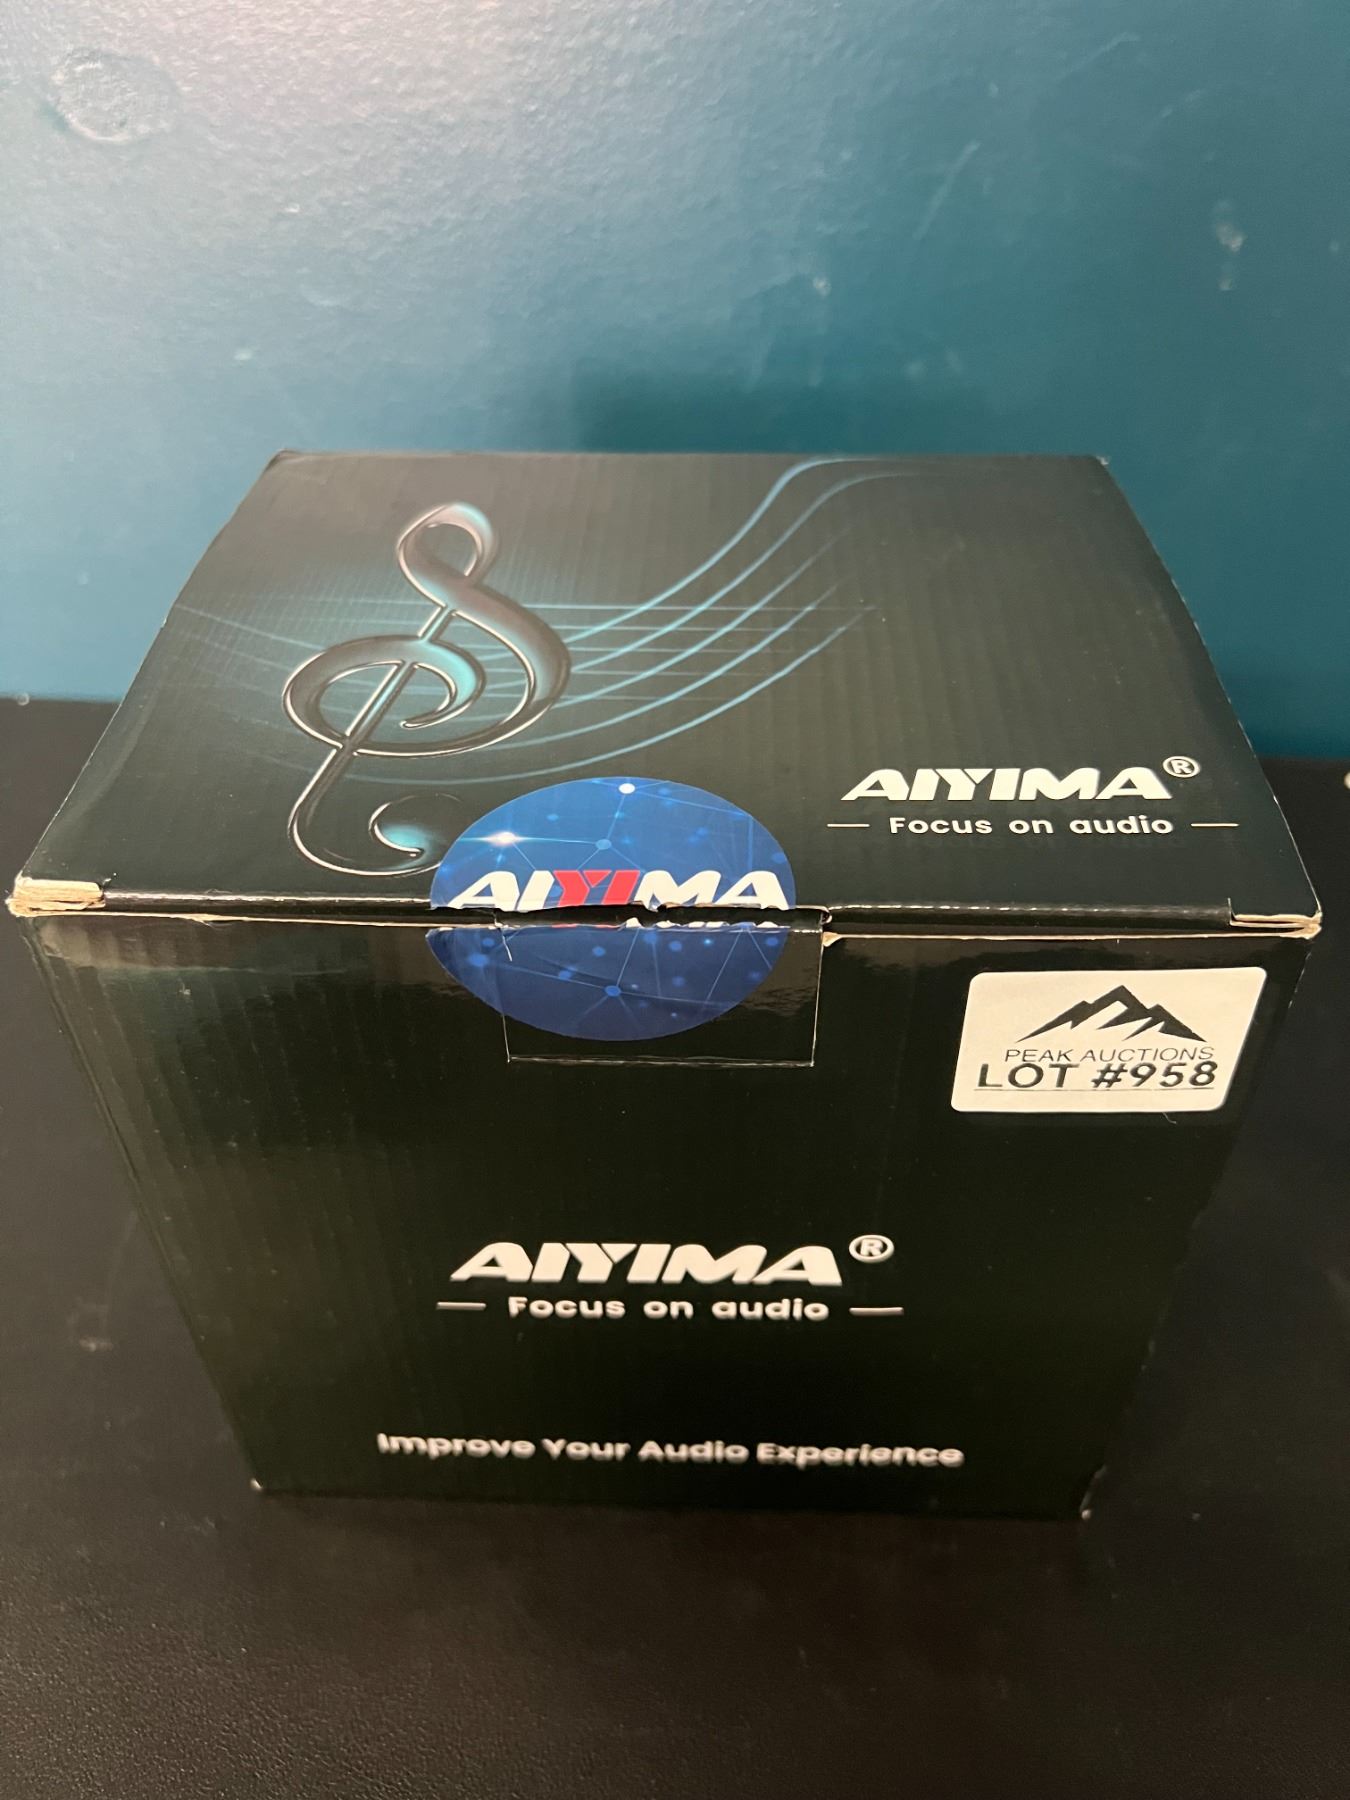 AIYIMA®
Focus on audio
AIYIMA
PEAK AUCTIONS
LOT #958
AIYIMA®
Focus on audio
Improve Your Audio Experience